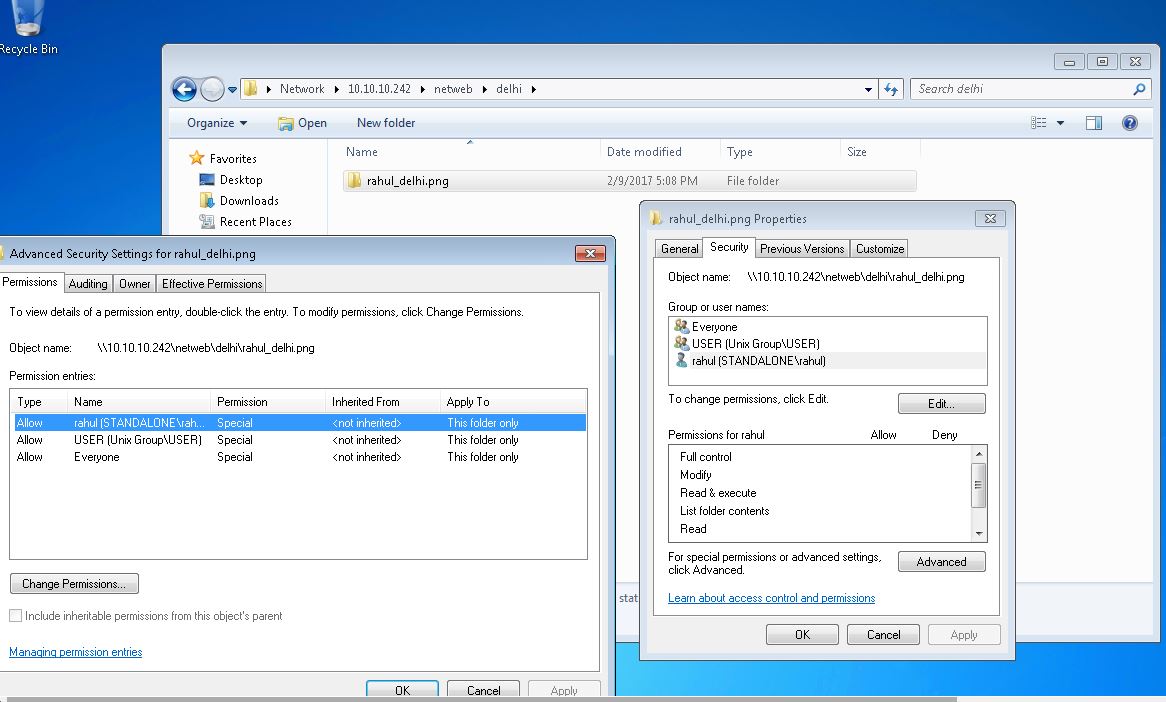 Recycle Bin
Network 10.10.10.242 netweb delhi
Search delhi
Organize Open New folder
Name Date modified Type Size
Favorites
Desktop
Downloads
Recent Places
rahul_delhi.png 2/9/2017 5:08 PM File folder
Advanced Security Settings for rahul_delhi.png
Permissions Auditing Owner Effective Permissions
To view details of a permission entry, double-click the entry. To modify permissions, click Change Permissions.
Object name: \\10.10.10.242\netweb\delhi\rahul_delhi.png
Permission entries:
Type Name Permission Inherited From Apply To
Allow rahul (STANDALONE\rah... Special <not inherited> This folder only
Allow USER (Unix Group\USER) Special <not inherited> This folder only
Allow Everyone Special <not inherited> This folder only
Change Permissions...
Include inheritable permissions from this object's parent
Managing permission entries
OK Cancel Apply
stat
rahul_delhi.png Properties
General Security Previous Versions Customize
Object name: \\10.10.10.242\netweb\delhi\rahul_delhi.png
Group or user names:
Everyone
USER (Unix Group\USER)
rahul (STANDALONE\rahul)
To change permissions, click Edit.
Edit...
Permissions for rahul Allow Deny
Full control
Modify
Read & execute
List folder contents
Read
For special permissions or advanced settings,
click Advanced.
Advanced
Learn about access control and permissions
OK Cancel Apply